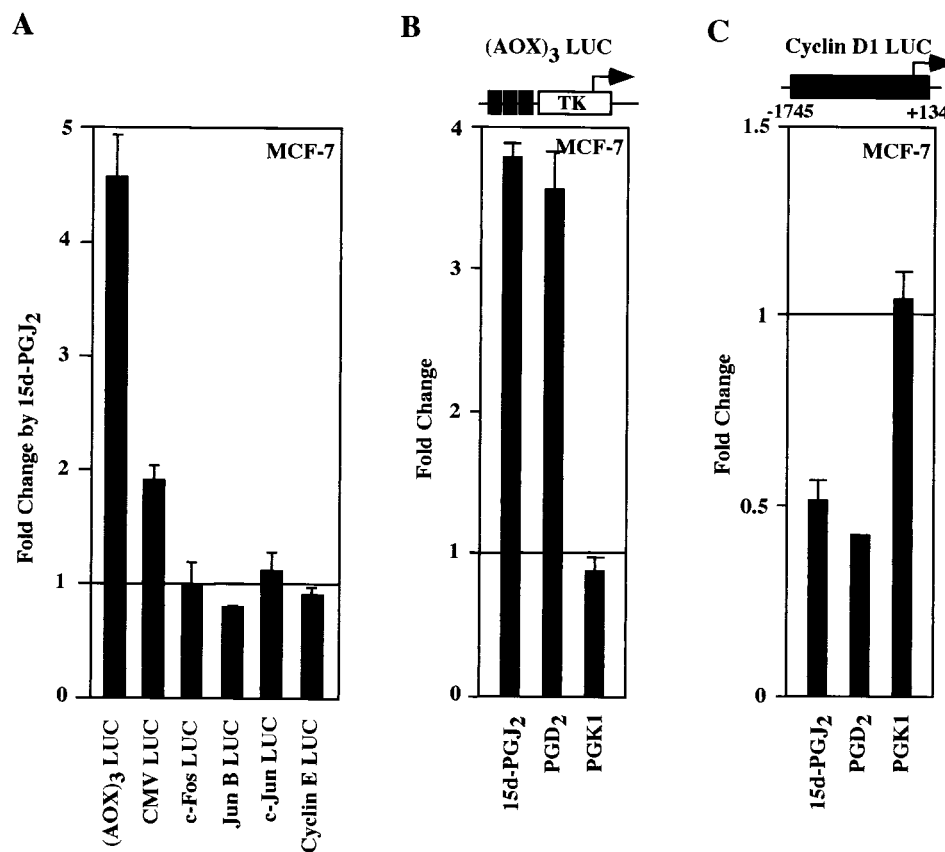 A
MCF-7
Fold Change by 15d-PGJ2
5
4
3
2
1
0
(AOX)3 LUC
CMV LUC
c-Fos LUC
Jun B LUC
c-Jun LUC
Cyclin E LUC
B
(AOX)3 LUC
TK
MCF-7
Fold Change
4
3
2
1
0
15d-PGJ2
PGD2
PGK1
C
Cyclin D1 LUC
-1745
+134
MCF-7
Fold Change
1.5
1
0.5
0
15d-PGJ2
PGD2
PGK1